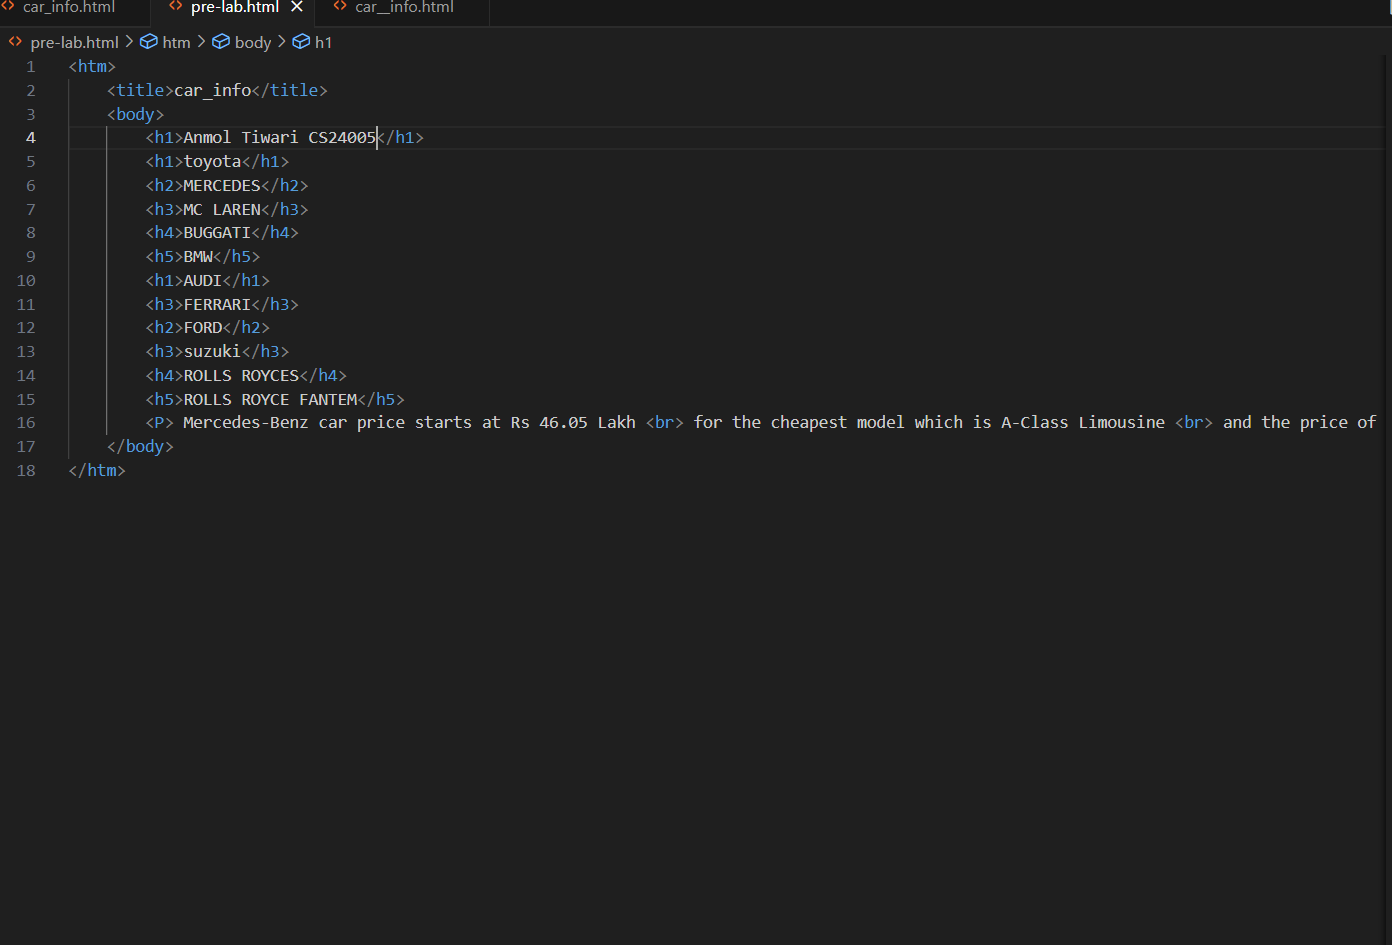 car_info.html pre-lab.html car__info.html
pre-lab.html > htm > body > h1
1 <htm>
2 <title>car_info</title>
3 <body>
4 <h1>Anmol Tiwari CS24005</h1>
5 <h1>toyota</h1>
6 <h2>MERCEDES</h2>
7 <h3>MC LAREN</h3>
8 <h4>BUGGATI</h4>
9 <h5>BMW</h5>
10 <h1>AUDI</h1>
11 <h3>FERRARI</h3>
12 <h2>FORD</h2>
13 <h3>suzuki</h3>
14 <h4>ROLLS ROYCES</h4>
15 <h5>ROLLS ROYCE FANTEM</h5>
16 <P> Mercedes-Benz car price starts at Rs 46.05 Lakh <br> for the cheapest model which is A-Class Limousine <br> and the price of
17 </body>
18 </htm>